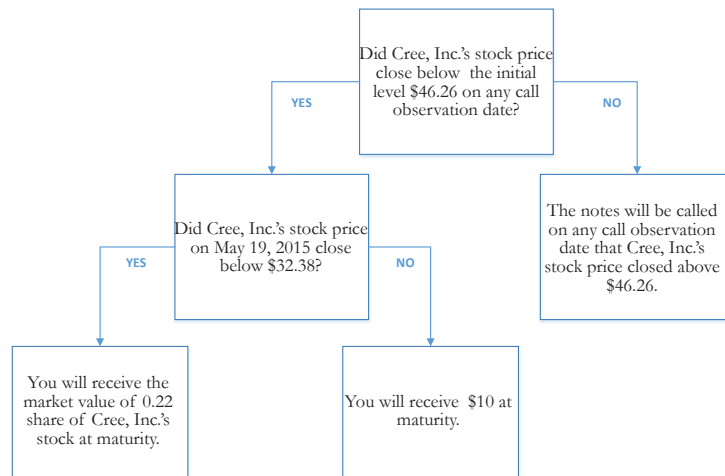 Did Cree, Inc.'s stock price
close below the initial
level $46.26 on any call
observation date?
YES
NO
Did Cree, Inc.'s stock price
on May 19, 2015 close
below $32.38?
The notes will be called
on any call observation
date that Cree, Inc.'s
stock price closed above
$46.26.
YES
NO
You will receive the
market value of 0.22
share of Cree, Inc.'s
stock at maturity.
You will receive $10 at
maturity.